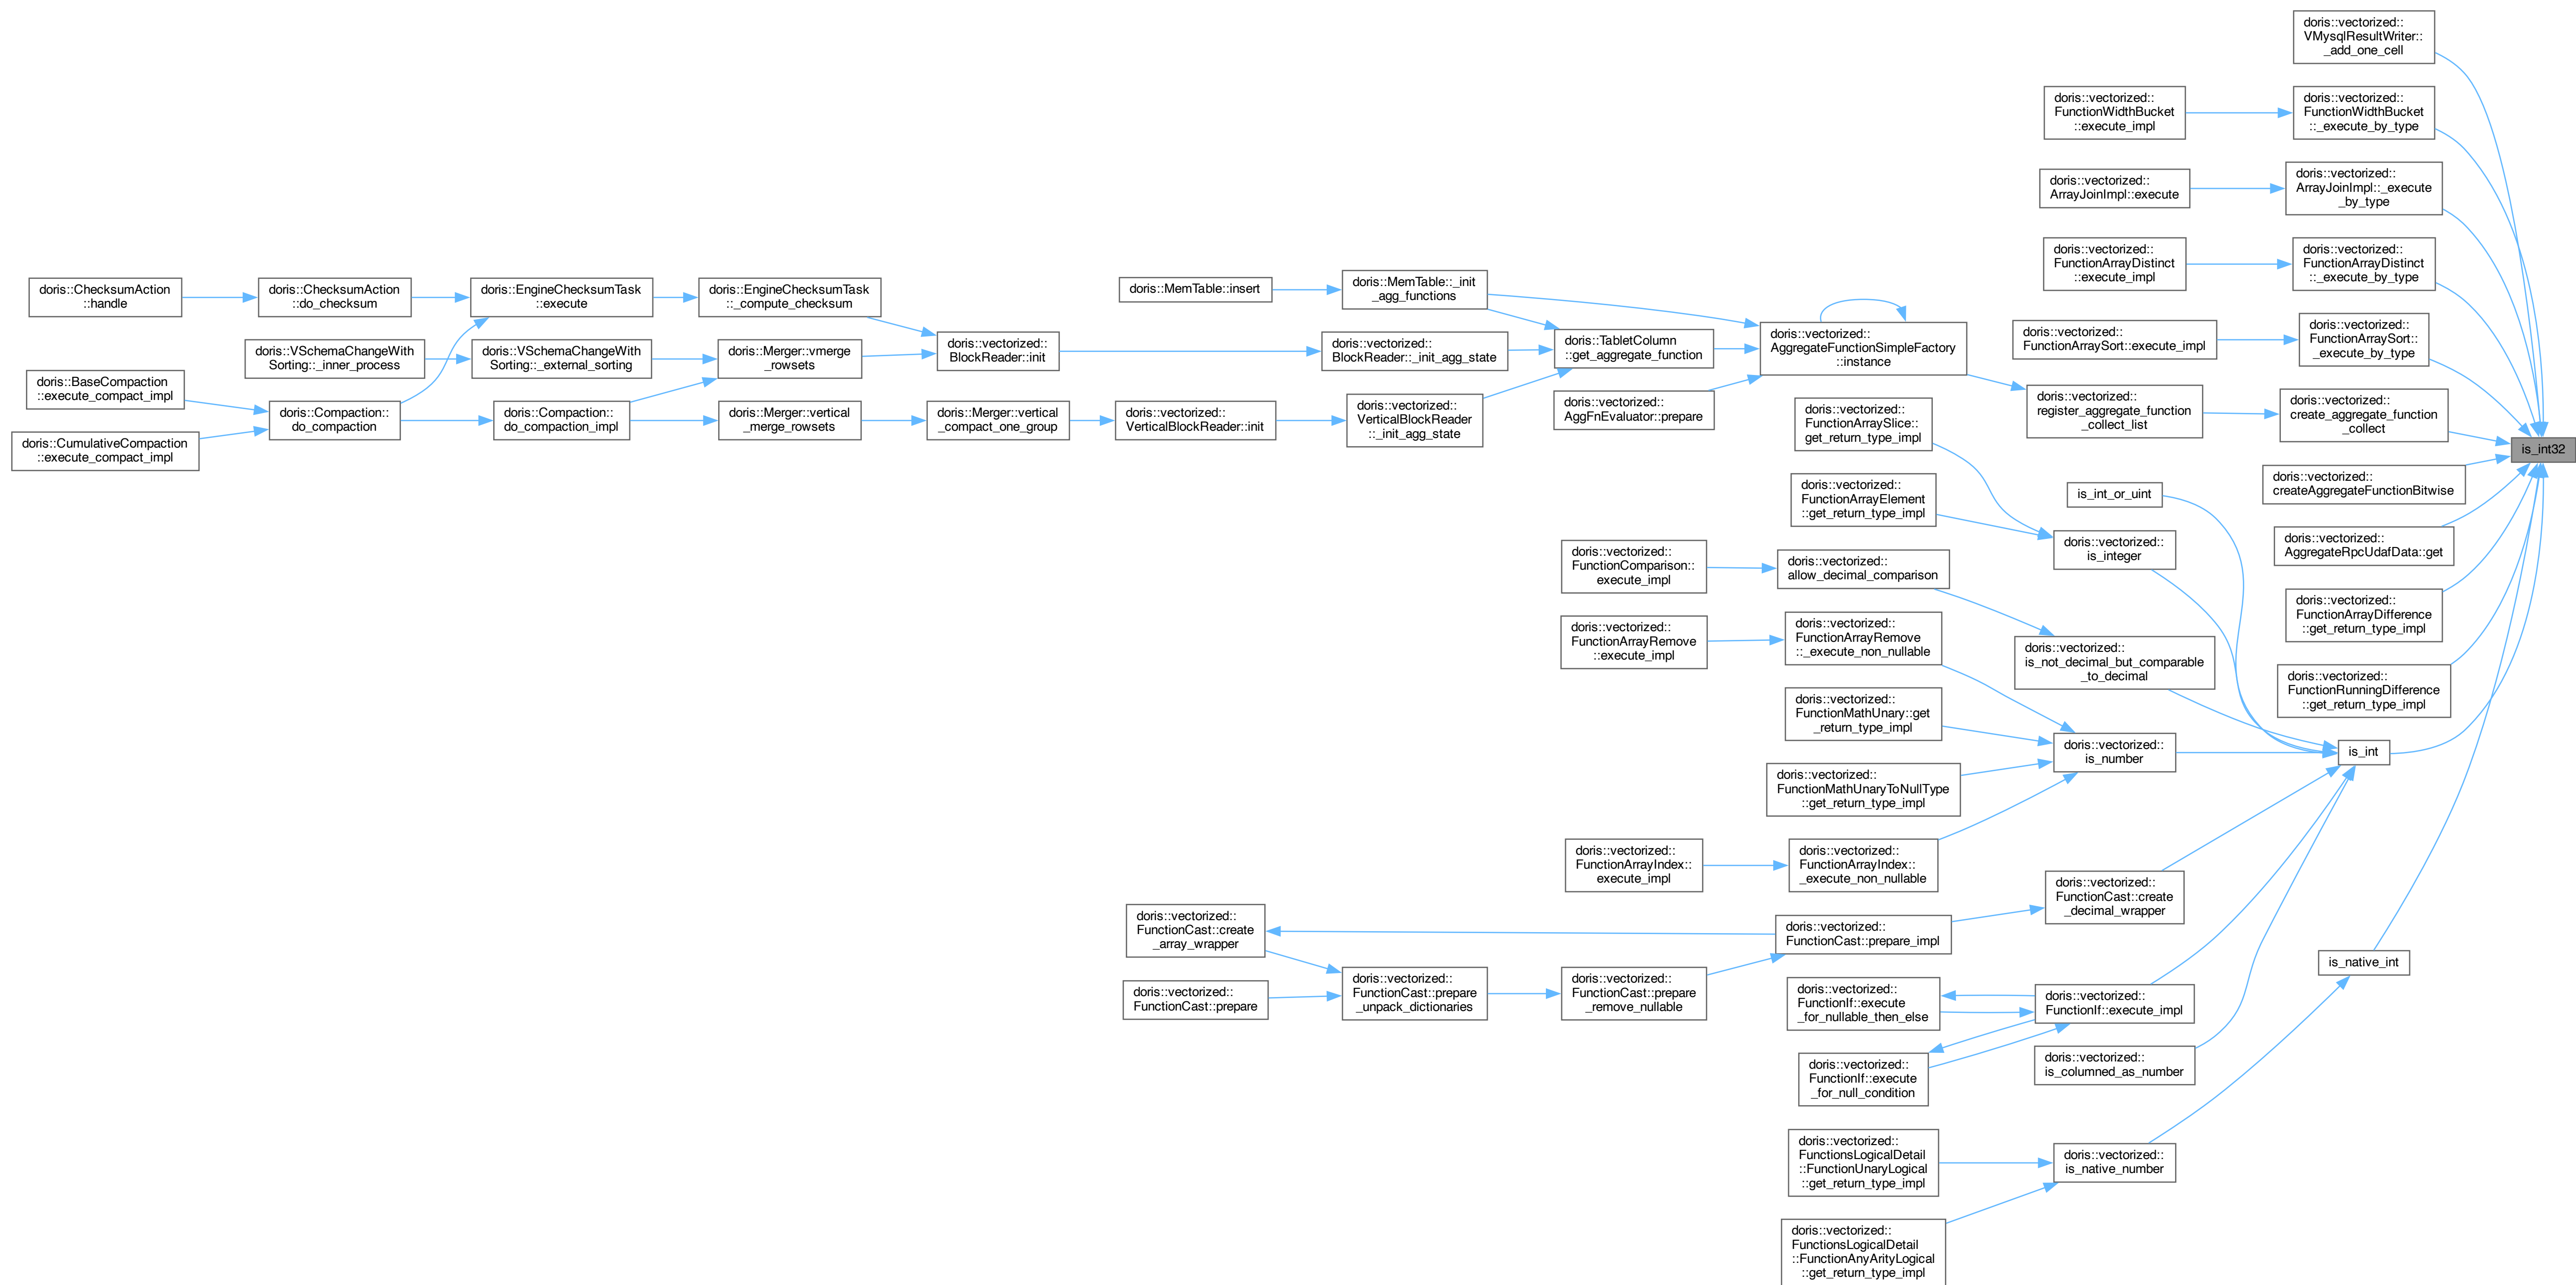 doris::vectorized::
VMysqlResultWriter::
_add_one_cell
doris::vectorized::
FunctionWidthBucket
::execute_impl
doris::vectorized::
FunctionWidthBucket
::_execute_by_type
doris::vectorized::
ArrayJoinImpl::execute
doris::vectorized::
ArrayJoinImpl::_execute
_by_type
doris::vectorized::
FunctionArrayDistinct
::execute_impl
doris::vectorized::
FunctionArrayDistinct
::_execute_by_type
doris::ChecksumAction
::handle
doris::ChecksumAction
::do_checksum
doris::EngineChecksumTask
::execute
doris::EngineChecksumTask
::_compute_checksum
doris::MemTable::insert
doris::MemTable::_init
_agg_functions
doris::vectorized::
FunctionArraySort::execute_impl
doris::vectorized::
FunctionArraySort::
_execute_by_type
doris::VSchemaChangeWith
Sorting::_inner_process
doris::VSchemaChangeWith
Sorting::_external_sorting
doris::Merger::vmerge
_rowsets
doris::vectorized::
BlockReader::init
doris::vectorized::
BlockReader::_init_agg_state
doris::TabletColumn
::get_aggregate_function
doris::vectorized::
AggregateFunctionSimpleFactory
::instance
doris::BaseCompaction
::execute_compact_impl
doris::CumulativeCompaction
::execute_compact_impl
doris::Compaction::
do_compaction
doris::Compaction::
do_compaction_impl
doris::Merger::vertical
_merge_rowsets
doris::Merger::vertical
_compact_one_group
doris::vectorized::
VerticalBlockReader::init
doris::vectorized::
VerticalBlockReader
::_init_agg_state
doris::vectorized::
AggFnEvaluator::prepare
doris::vectorized::
FunctionArraySlice::
get_return_type_impl
doris::vectorized::
register_aggregate_function
_collect_list
doris::vectorized::
create_aggregate_function
_collect
is_int32
doris::vectorized::
createAggregateFunctionBitwise
doris::vectorized::
FunctionArrayElement
::get_return_type_impl
is_int_or_uint
doris::vectorized::
is_integer
doris::vectorized::
AggregateRpcUdafData::get
doris::vectorized::
FunctionComparison::
execute_impl
doris::vectorized::
allow_decimal_comparison
doris::vectorized::
FunctionArrayDifference
::get_return_type_impl
doris::vectorized::
FunctionArrayRemove
::execute_impl
doris::vectorized::
FunctionArrayRemove
::_execute_non_nullable
doris::vectorized::
is_not_decimal_but_comparable
_to_decimal
doris::vectorized::
FunctionRunningDifference
::get_return_type_impl
doris::vectorized::
FunctionMathUnary::get
_return_type_impl
doris::vectorized::
is_number
is_int
doris::vectorized::
FunctionMathUnaryToNullType
::get_return_type_impl
doris::vectorized::
FunctionArrayIndex::
execute_impl
doris::vectorized::
FunctionArrayIndex::
_execute_non_nullable
doris::vectorized::
FunctionCast::create
_decimal_wrapper
doris::vectorized::
FunctionCast::create
_array_wrapper
doris::vectorized::
FunctionCast::prepare_impl
is_native_int
doris::vectorized::
FunctionCast::prepare
doris::vectorized::
FunctionCast::prepare
_unpack_dictionaries
doris::vectorized::
FunctionCast::prepare
_remove_nullable
doris::vectorized::
FunctionIf::execute
_for_nullable_then_else
doris::vectorized::
FunctionIf::execute_impl
doris::vectorized::
FunctionIf::execute
_for_null_condition
doris::vectorized::
is_columned_as_number
doris::vectorized::
FunctionsLogicalDetail
::FunctionUnaryLogical
::get_return_type_impl
doris::vectorized::
is_native_number
doris::vectorized::
FunctionsLogicalDetail
::FunctionAnyArityLogical
::get_return_type_impl